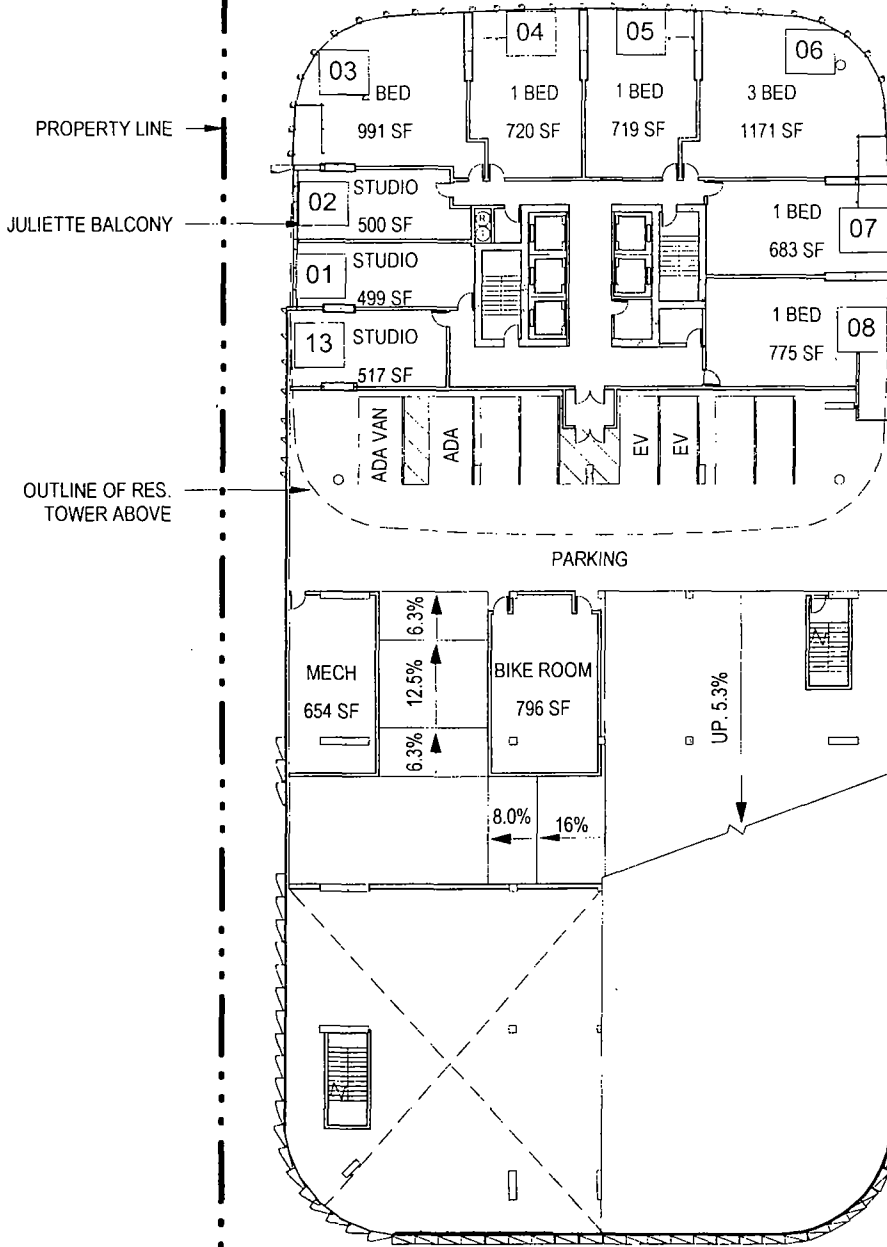 04
05
06
03
2 BED
991 SF
1 BED
720 SF
1 BED
719 SF
3 BED
1171 SF
PROPERTY LINE
JULIETTE BALCONY
02
STUDIO
500 SF
1 BED
683 SF
07
01
STUDIO
499 SF
13
STUDIO
517 SF
1 BED
775 SF
08
ADA VAN
ADA
EV
EV
OUTLINE OF RES.
TOWER ABOVE
PARKING
MECH
654 SF
6.3%
12.5%
6.3%
BIKE ROOM
796 SF
UP. 5.3%
8.0%
16%